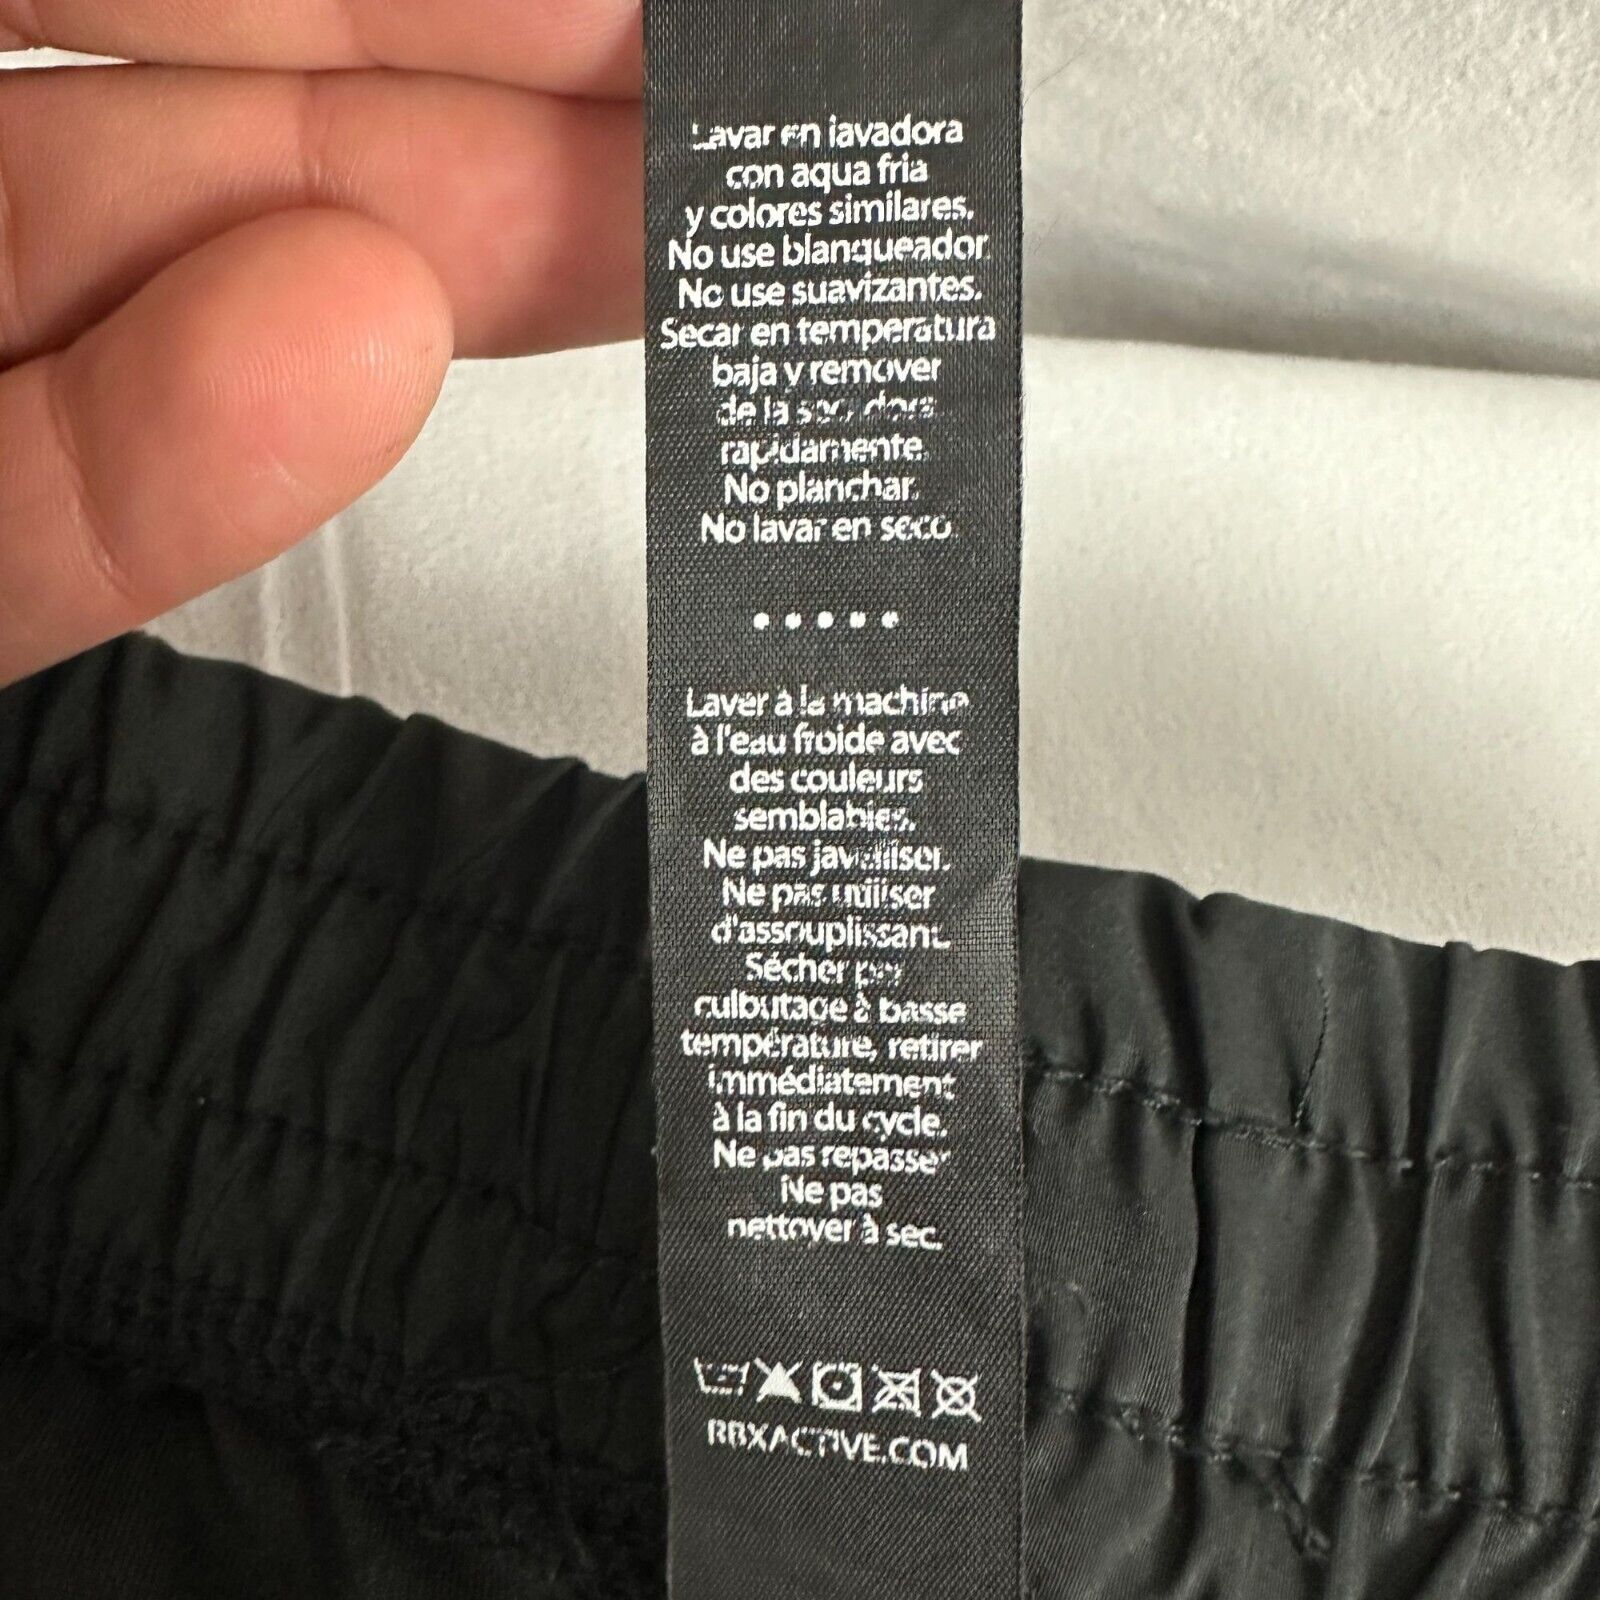 Lavar en lavadora
con aqua fria
y colores similares.
No use blanqueador.
No use suavizantes.
Secar en temperatura
baja y remover
de la secadora
rapidamente.
No planchar.
No lavar en seco.
• • • • •
Laver à la machine
à l'eau froide avec
des couleurs
semblables.
Ne pas javelliser.
Ne pas utiliser
d'assouplissant.
Sécher par
culbutage à basse
température, retirer
immédiatement
à la fin du cycle.
Ne pas repasser
Ne pas
nettoyer à sec.
RBXACTIVE.COM